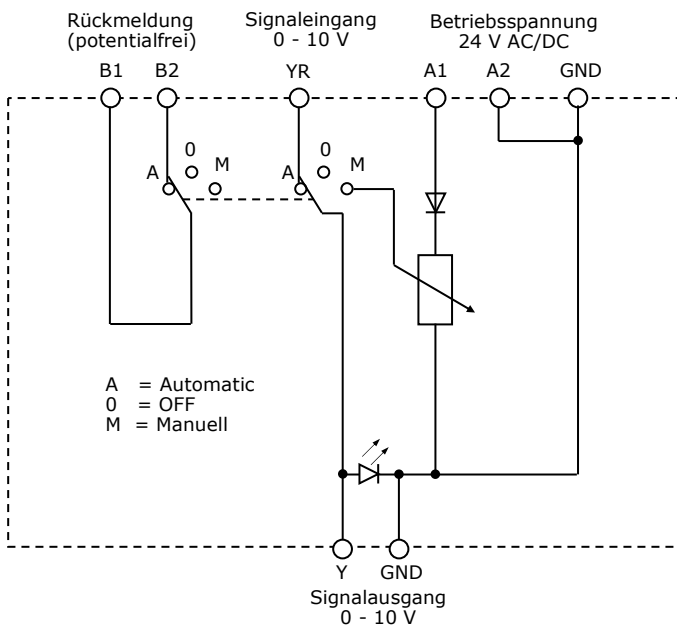 Rückmeldung
(potentialfrei)
Signaleingang
0 - 10 V
Betriebsspannung
24 V AC/DC
B1
B2
YR
A1
A2
GND
A
0
M
A
0
M
A = Automatic
0 = OFF
M = Manuell
Y
GND
Signalausgang
0 - 10 V